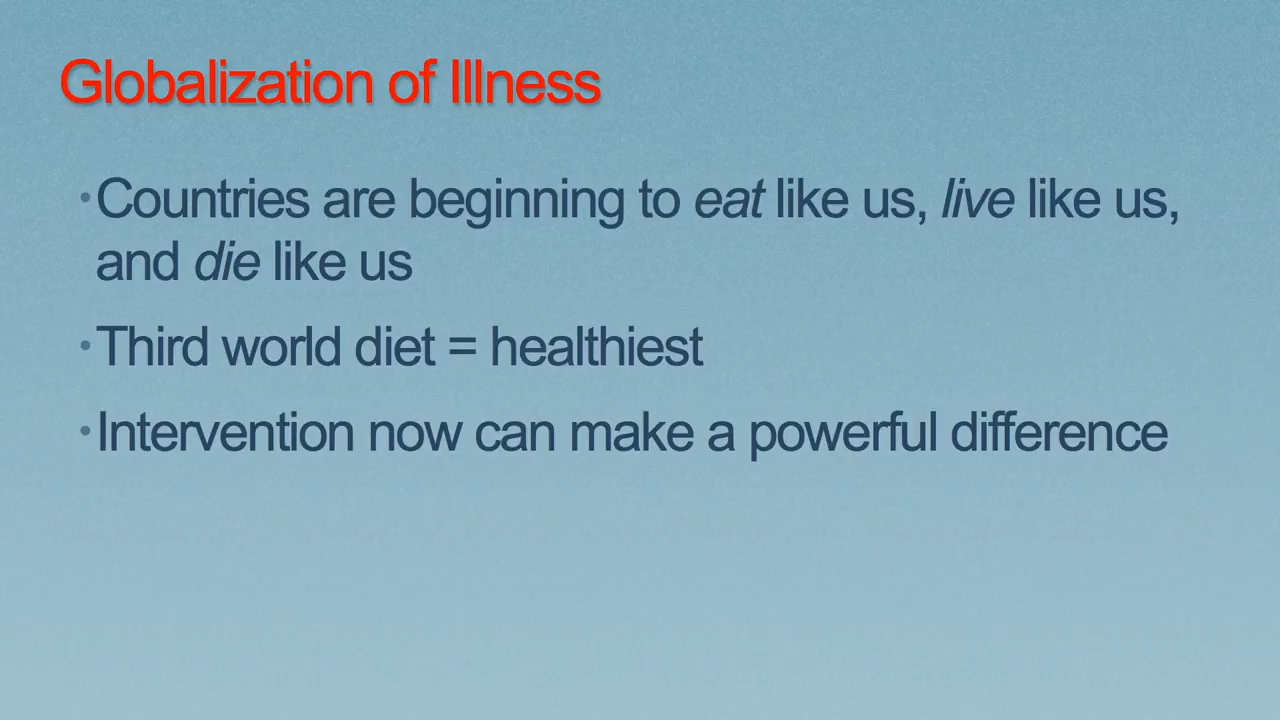 Globalization of Illness
•Countries are beginning to eat like us, live like us,
and die like us
•Third world diet = healthiest
•Intervention now can make a powerful difference